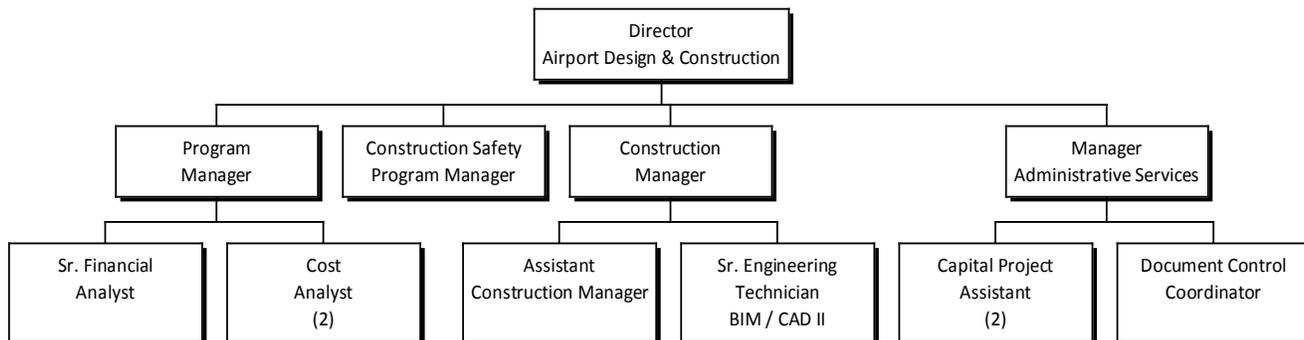 Director
Airport Design & Construction
Program
Manager
Construction Safety
Program Manager
Construction
Manager
Manager
Administrative Services
Sr. Financial
Analyst
Cost
Analyst
(2)
Assistant
Construction Manager
Sr. Engineering
Technician
BIM / CAD II
Capital Project
Assistant
(2)
Document Control
Coordinator